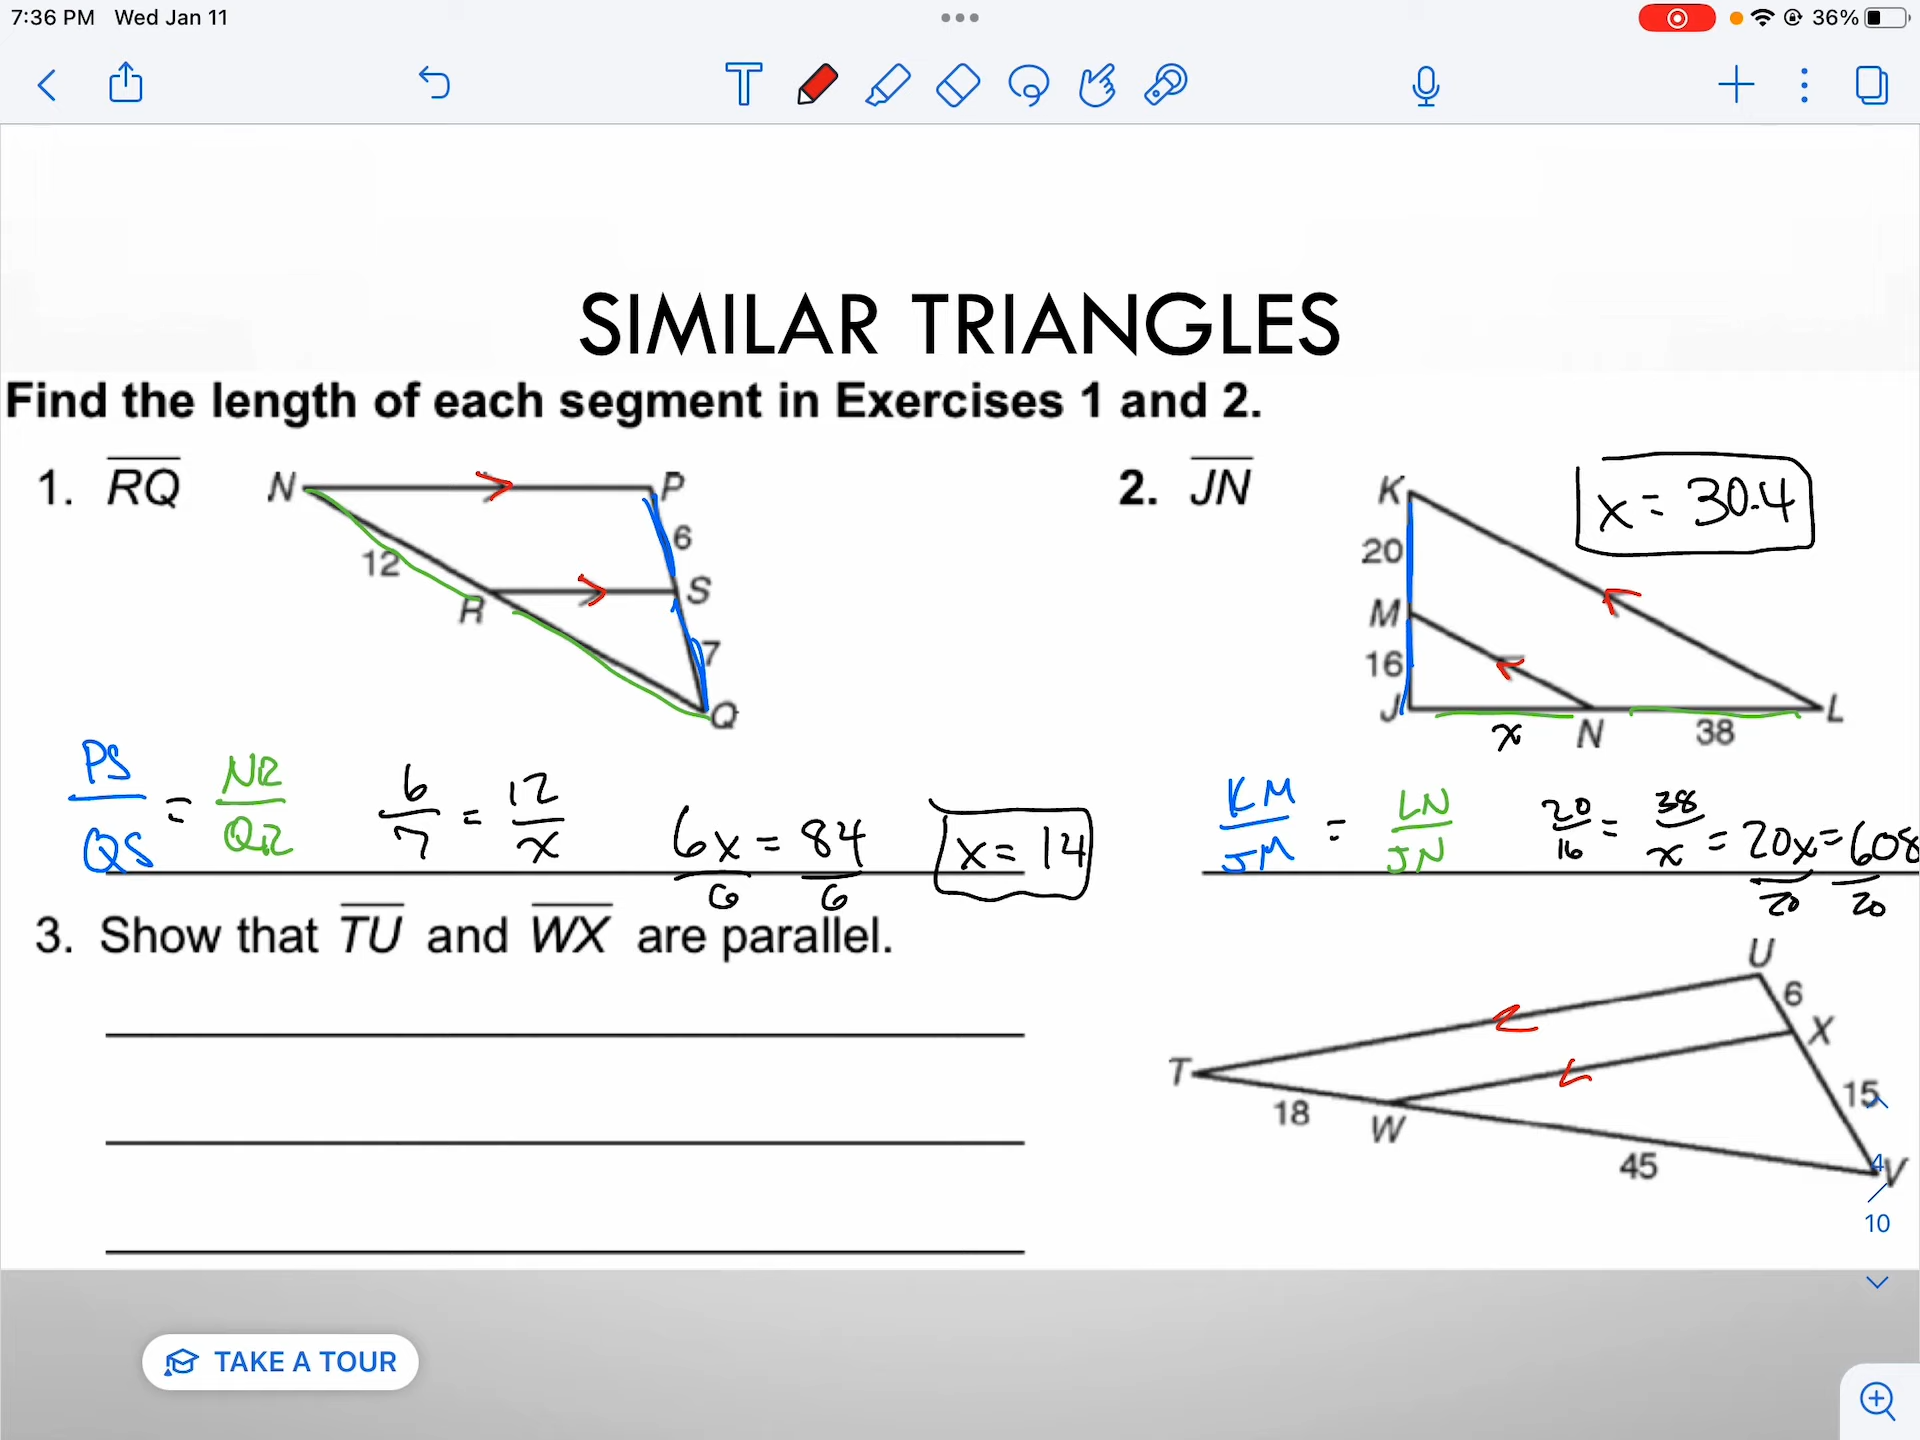 7:36 PM Wed Jan 11
36%
T
SIMILAR TRIANGLES
Find the length of each segment in Exercises 1 and 2.
1. RQ
N
P
6
12
S
R
7
Q
PS/QS = NR/QR
6/7 = 12/x
6x/6 = 84/6
x = 14
2. JN
K
20
M
16
J
x
N
38
L
x = 30.4
KM/JM = LN/JN
20/16 = 38/x = 20x/20 = 608/20
3. Show that TU and WX are parallel.
U
6
X
T
15
18
W
45
V
4/10
TAKE A TOUR